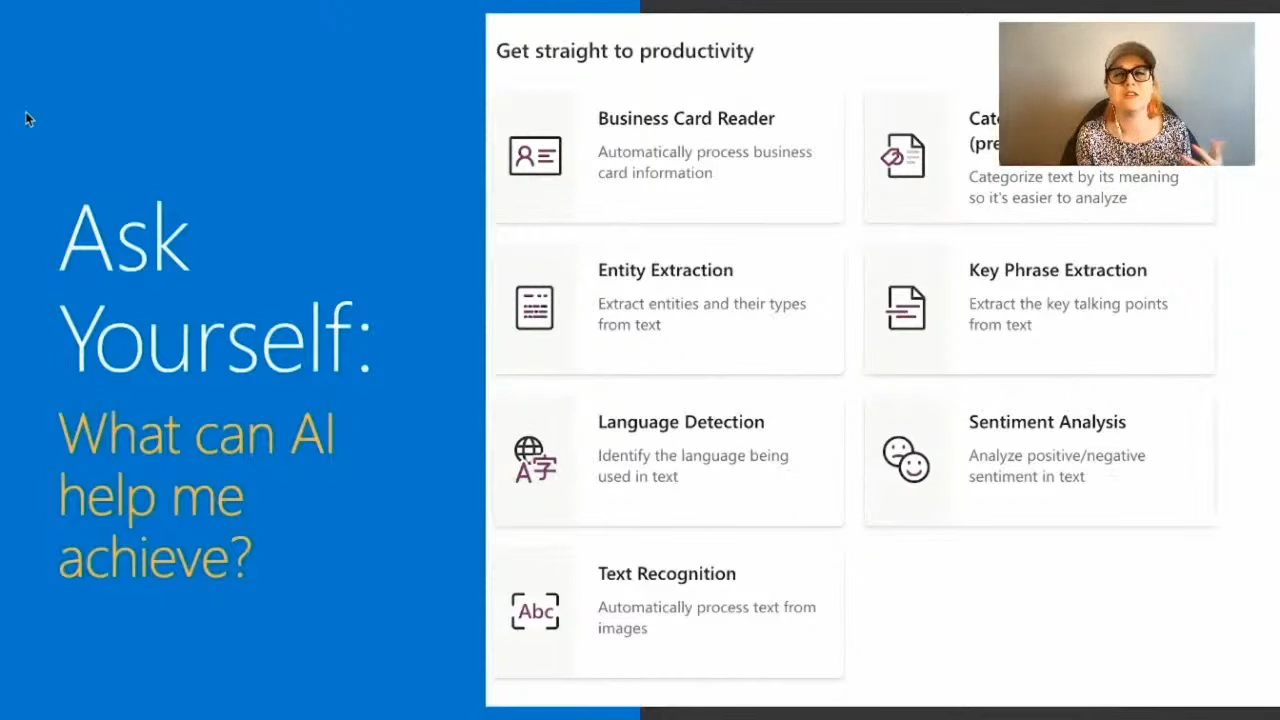 Ask
Yourself:
What can AI
help me
achieve?
Get straight to productivity
Business Card Reader
Automatically process business
card information
Categorize text by its meaning
so it's easier to analyze
Entity Extraction
Extract entities and their types
from text
Key Phrase Extraction
Extract the key talking points
from text
Language Detection
Identify the language being
used in text
A字
Sentiment Analysis
Analyze positive/negative
sentiment in text
Text Recognition
Automatically process text from
images
Abc